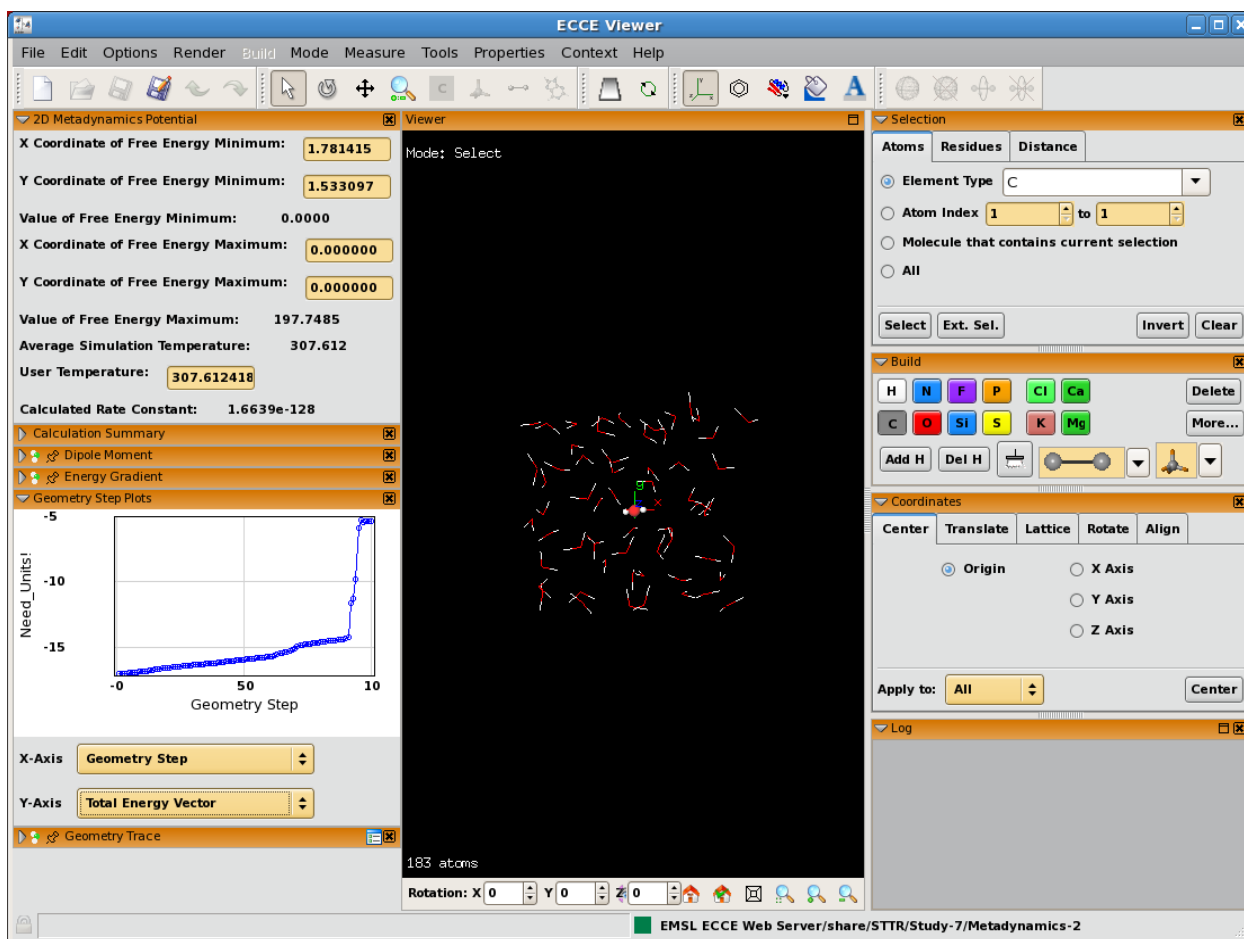 ECCE Viewer
File Edit Options Render Build Mode Measure Tools Properties Context Help
2D Metadynamics Potential
X Coordinate of Free Energy Minimum: 1.781415
Y Coordinate of Free Energy Minimum: 1.533097
Value of Free Energy Minimum: 0.0000
X Coordinate of Free Energy Maximum: 0.000000
Y Coordinate of Free Energy Maximum: 0.000000
Value of Free Energy Maximum: 197.7485
Average Simulation Temperature: 307.612
User Temperature: 307.612418
Calculated Rate Constant: 1.6639e-128
Calculation Summary
Dipole Moment
Energy Gradient
Geometry Step Plots
-5
-10
-15
Need_Units!
-0 50 10
Geometry Step
X-Axis Geometry Step
Y-Axis Total Energy Vector
Geometry Trace
Viewer
Mode: Select
183 atoms
Rotation: X 0 Y 0 Z 0
Selection
Atoms Residues Distance
Element Type C
Atom Index 1 to 1
Molecule that contains current selection
All
Select Ext. Sel. Invert Clear
Build
H N F P Cl Ca Delete
C O Si S K Mg More...
Add H Del H
Coordinates
Center Translate Lattice Rotate Align
Origin X Axis
Y Axis
Z Axis
Apply to: All Center
Log
EMSL ECCE Web Server/share/STTR/Study-7/Metadynamics-2